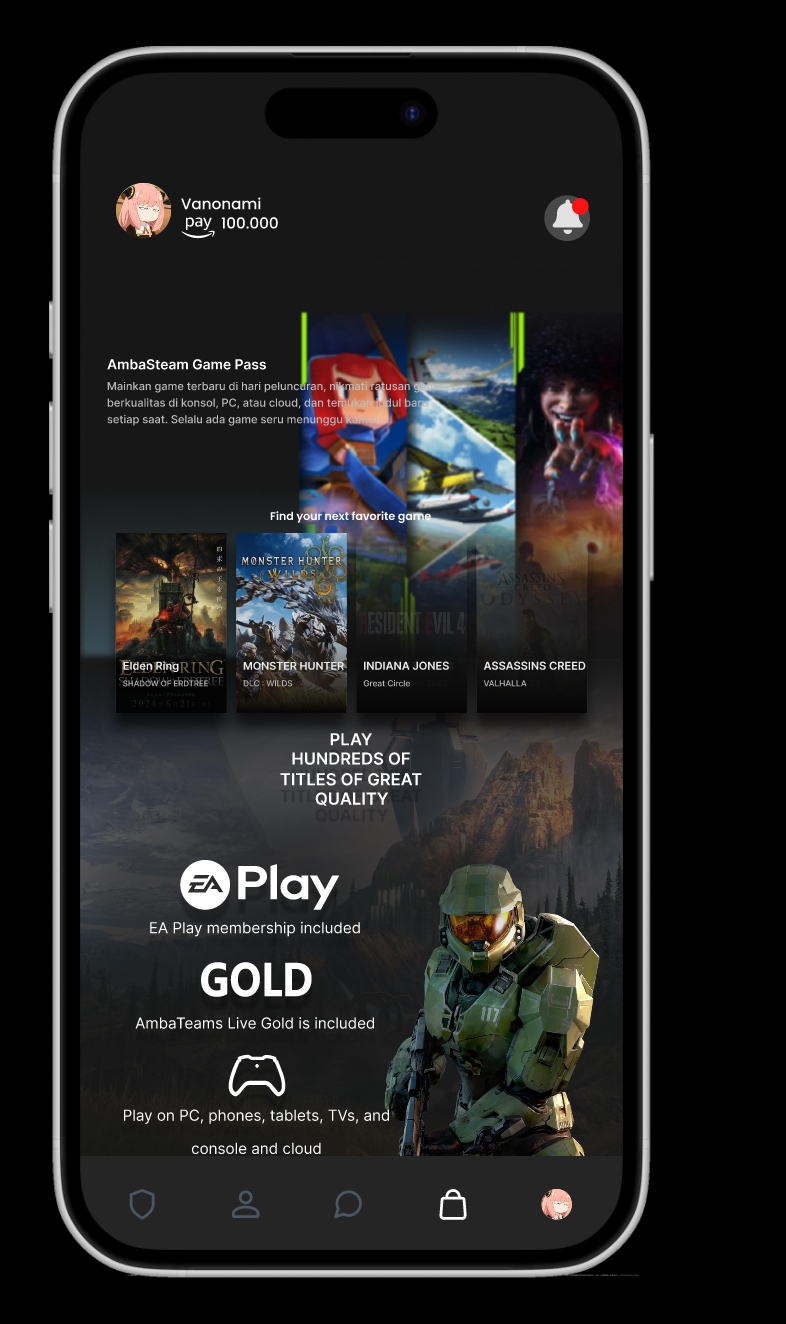 Vanonami
pay 100.000
AmbaSteam Game Pass
Mainkan game terbaru di hari peluncuran, nikmati ratusan
berkualitas di konsol, PC, atau cloud, dan temukan judul baru
setiap saat. Selalu ada game seru menunggu
Find your next favorite game
MONSTER HUNTER
WILDS
ASSASSINS
CREED
ODYSSEY
RESIDENT EVIL 4
Elden Ring
ELDEN RING
SHADOW OF ERDTREE
SHADOW OF ERDTREE
MONSTER HUNTER
DLC : WILDS
INDIANA JONES
Great Circle
ASSASSINS CREED
VALHALLA
PLAY
HUNDREDS OF
TITLES OF GREAT
QUALITY
EA Play
EA Play membership included
GOLD
AmbaTeams Live Gold is included
117
Play on PC, phones, tablets, TVs, and
console and cloud